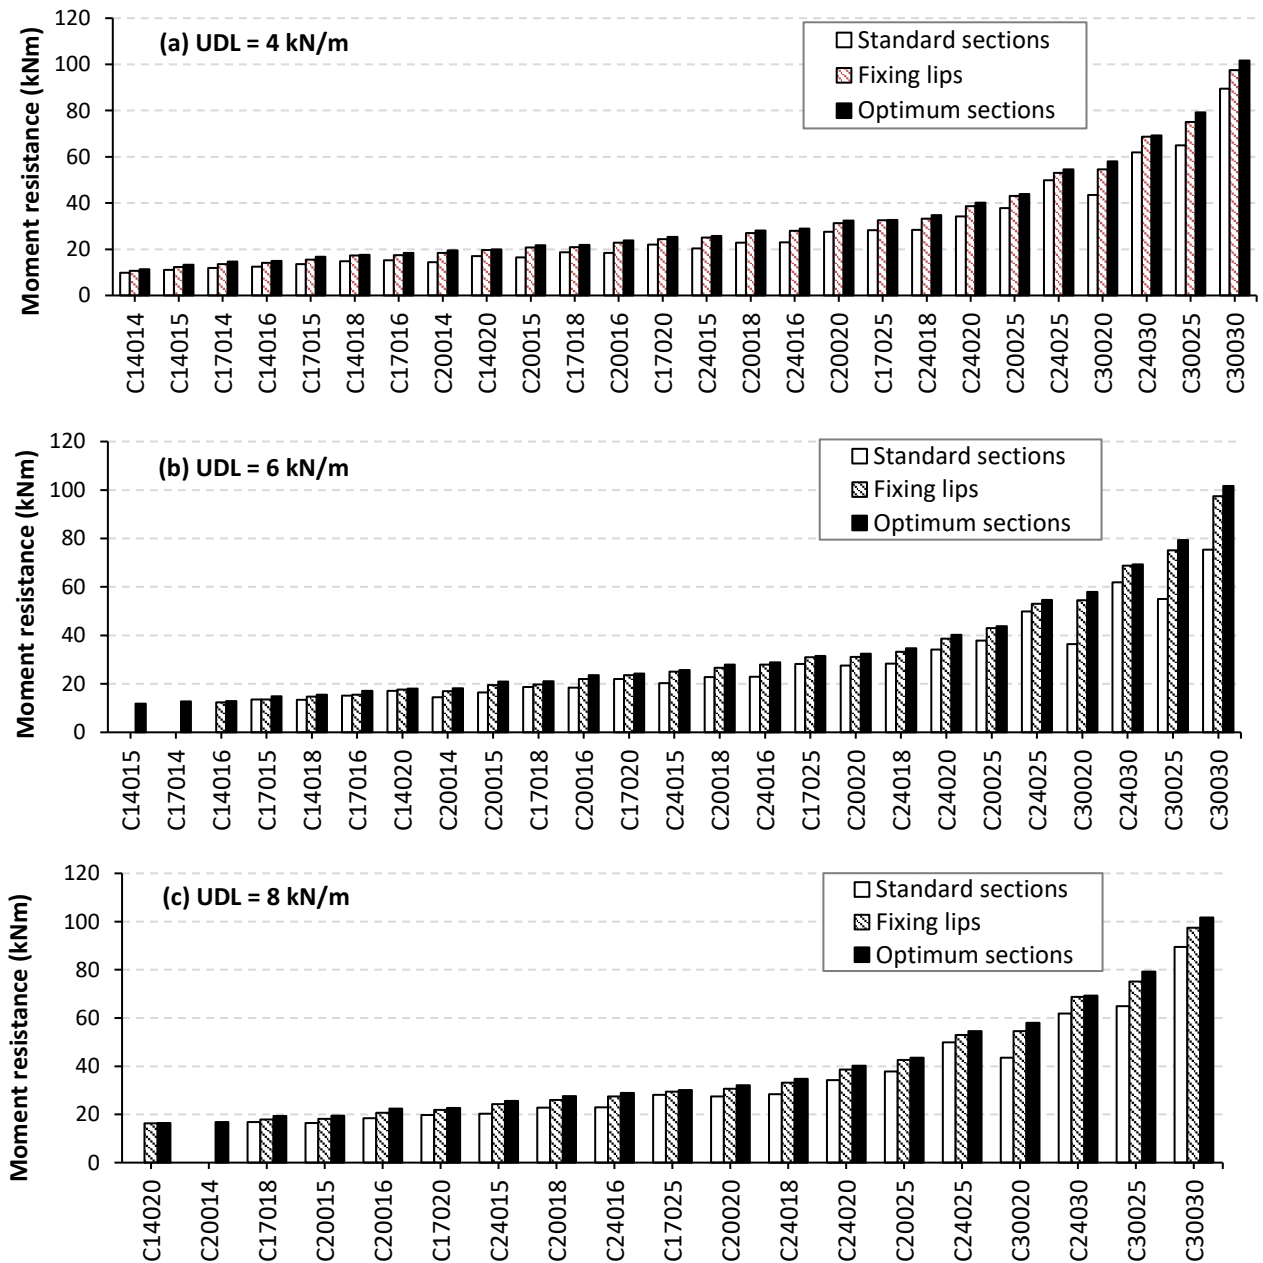 (a) UDL = 4 kN/m
Standard sections
Fixing lips
Optimum sections
Moment resistance (kNm)
120
100
80
60
40
20
0
C14014
C14015
C17014
C14016
C17015
C14018
C17016
C20014
C14020
C20015
C17018
C20016
C17020
C24015
C20018
C24016
C20020
C17025
C24018
C24020
C20025
C24025
C30020
C24030
C30025
C30030
(b) UDL = 6 kN/m
Standard sections
Fixing lips
Optimum sections
Moment resistance (kNm)
120
100
80
60
40
20
0
C14015
C17014
C14016
C17015
C14018
C17016
C14020
C20014
C20015
C17018
C20016
C17020
C24015
C20018
C24016
C17025
C20020
C24018
C24020
C20025
C24025
C30020
C24030
C30025
C30030
(c) UDL = 8 kN/m
Standard sections
Fixing lips
Optimum sections
Moment resistance (kNm)
120
100
80
60
40
20
0
C14020
C20014
C17018
C20015
C20016
C17020
C24015
C20018
C24016
C17025
C20020
C24018
C24020
C20025
C24025
C30020
C24030
C30025
C30030